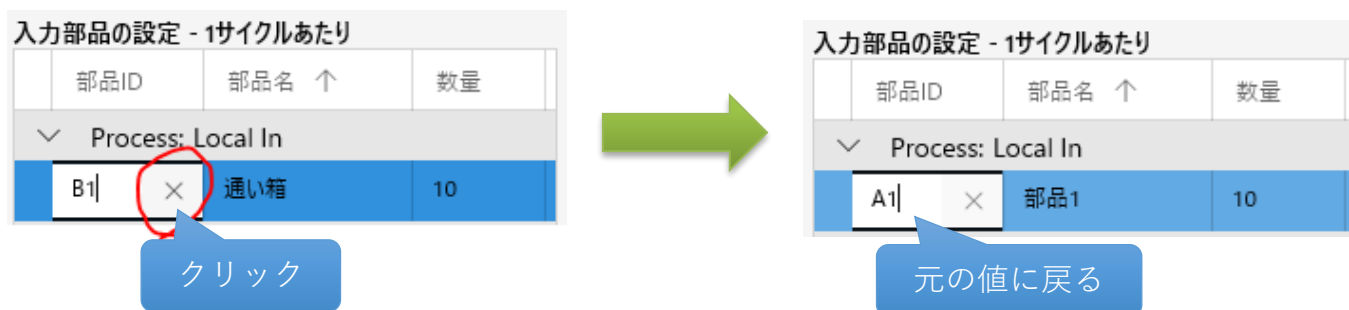 入力部品の設定 - 1サイクルあたり
部品ID 部品名 ↑ 数量
Process: Local In
B1 × 通い箱 10
クリック
入力部品の設定 - 1サイクルあたり
部品ID 部品名 ↑ 数量
Process: Local In
A1 × 部品1 10
元の値に戻る